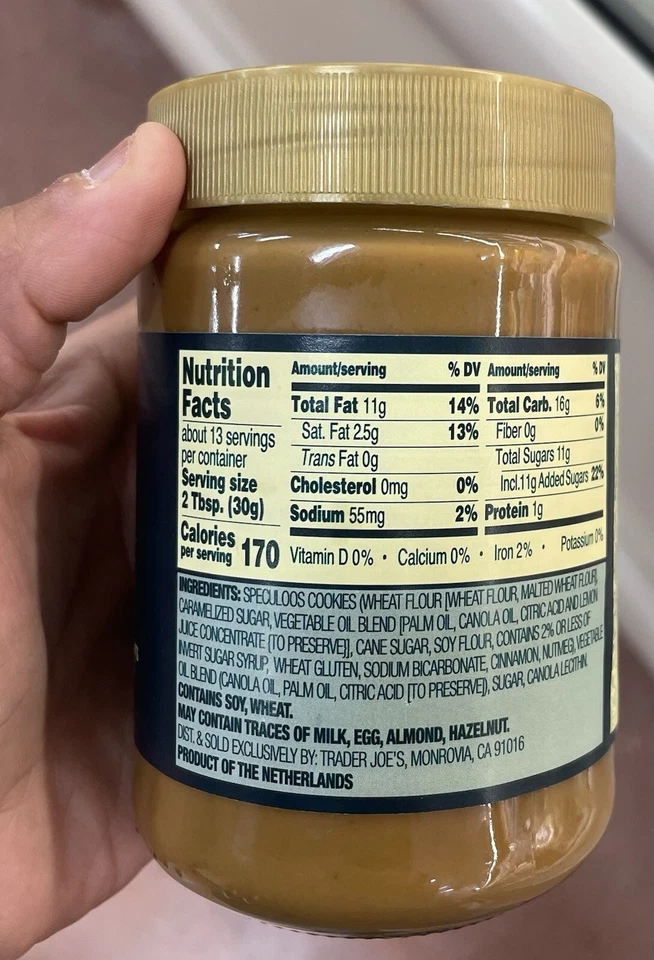 Nutrition
Facts
about 13 servings
per container
Serving size
2 Tbsp. (30g)
Calories
per serving 170
Amount/serving % DV
Total Fat 11g 14%
Sat. Fat 2.5g 13%
Trans Fat 0g
Cholesterol 0mg 0%
Sodium 55mg 2%
Amount/serving % DV
Total Carb. 16g 6%
Fiber 0g 0%
Total Sugars 11g
Incl.11g Added Sugars 22%
Protein 1g
Vitamin D 0% • Calcium 0% • Iron 2% • Potassium 0%
INGREDIENTS: SPECULOOS COOKIES (WHEAT FLOUR [WHEAT FLOUR, MALTED WHEAT FLOUR],
CARAMELIZED SUGAR, VEGETABLE OIL BLEND [PALM OIL, CANOLA OIL, CITRIC ACID AND LEMON
JUICE CONCENTRATE {TO PRESERVE}], CANE SUGAR, SOY FLOUR, CONTAINS 2% OR LESS OF
INVERT SUGAR SYRUP, WHEAT GLUTEN, SODIUM BICARBONATE, CINNAMON, NUTMEG), VEGETABLE
OIL BLEND (CANOLA OIL, PALM OIL, CITRIC ACID [TO PRESERVE]), SUGAR, CANOLA LECITHIN.
CONTAINS SOY, WHEAT.
MAY CONTAIN TRACES OF MILK, EGG, ALMOND, HAZELNUT.
DIST. & SOLD EXCLUSIVELY BY: TRADER JOE'S, MONROVIA, CA 91016
PRODUCT OF THE NETHERLANDS